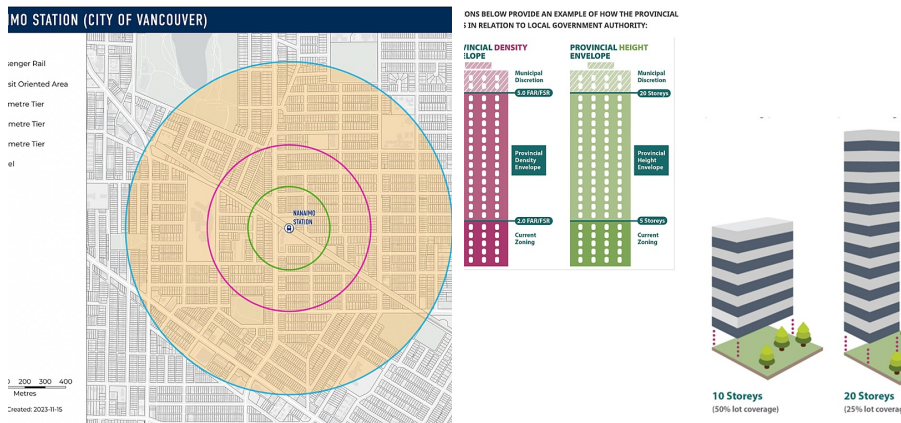 MO STATION (CITY OF VANCOUVER)
senger Rail
sit Oriented Area
metre Tier
metre Tier
metre Tier
el
NANAIMO
STATION
0 200 300 400
Metres
Created: 2023-11-15
ONS BELOW PROVIDE AN EXAMPLE OF HOW THE PROVINCIAL
S IN RELATION TO LOCAL GOVERNMENT AUTHORITY:
VINCIAL DENSITY
ELOPE
Municipal
Discretion
5.0 FAR/FSR
Provincial
Density
Envelope
2.0 FAR/FSR
Current
Zoning
PROVINCIAL HEIGHT
ENVELOPE
Municipal
Discretion
20 Storeys
Provincial
Height
Envelope
5 Storeys
Current
Zoning
10 Storeys
(50% lot coverage)
20 Storeys
(25% lot covera